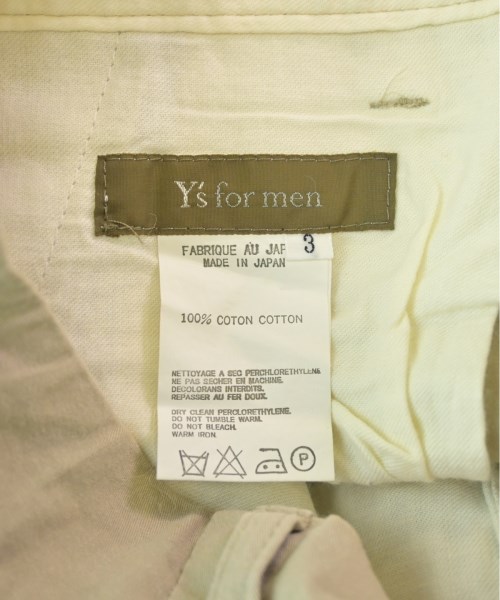 Y's for men
3
FABRIQUE AU JAP
MADE IN JAPAN
100% COTON COTTON
NETTOYAGE A SEC PERCHLORETHYLENE.
NE PAS SECHER EN MACHINE.
DECOLORANS INTERDITS.
REPASSER AU FER DOUX.
DRY CLEAN PERCLORETHYLENE.
DO NOT TUMBLE WARM.
DO NOT BLEACH.
WARM IRON.
P